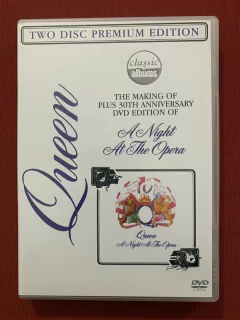 TWO DISC PREMIUM EDITION
classic
albums
THE MAKING OF
PLUS 30TH ANNIVERSARY
DVD EDITION OF
A Night
At The Opera
Queen
Queen
A Night At The Opera
DVD